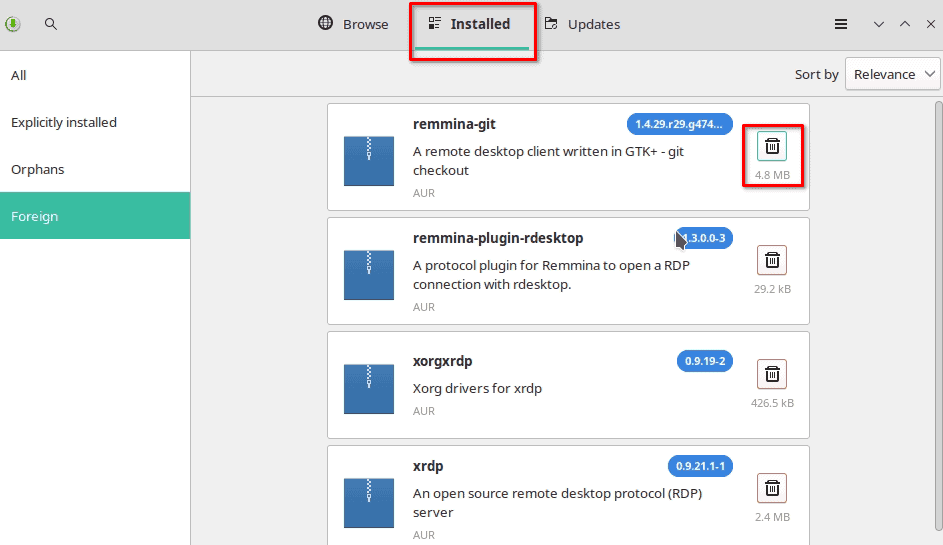 Browse
Installed
Updates
All
Explicitly installed
Orphans
Foreign
Sort by
Relevance
remmina-git
1.4.29.r29.g474...
A remote desktop client written in GTK+ - git
checkout
AUR
4.8 MB
remmina-plugin-rdesktop
1.3.0.0-3
A protocol plugin for Remmina to open a RDP
connection with rdesktop.
AUR
29.2 kB
xorgxrdp
0.9.19-2
Xorg drivers for xrdp
AUR
426.5 kB
xrdp
0.9.21.1-1
An open source remote desktop protocol (RDP)
server
AUR
2.4 MB